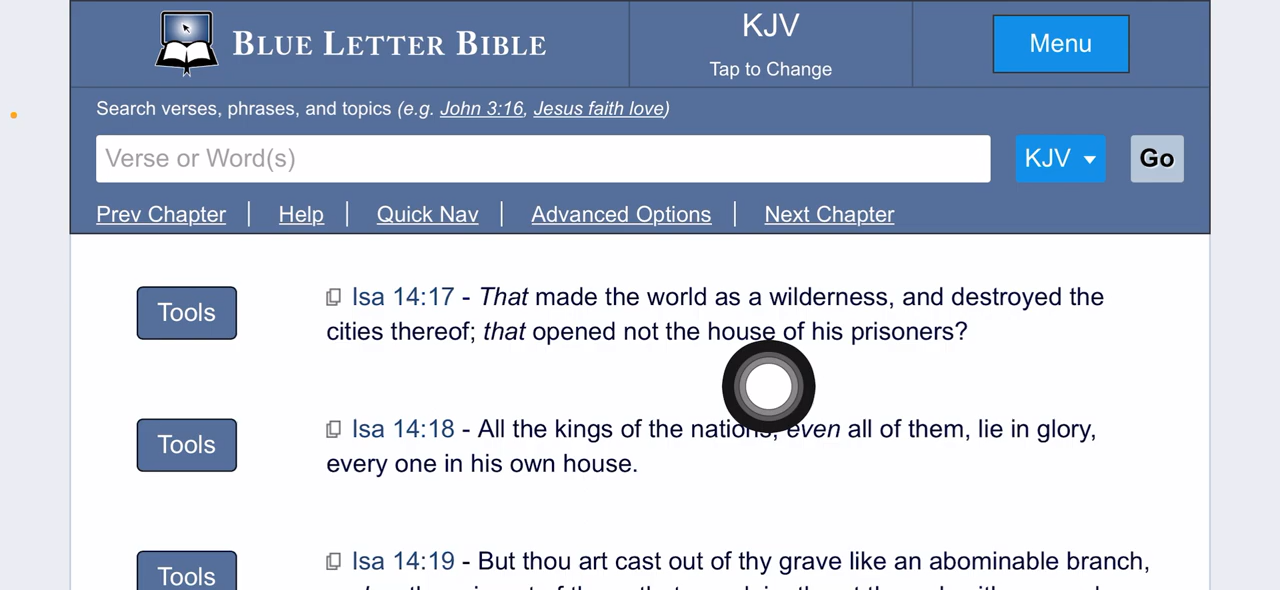 BLUE LETTER BIBLE
KJV
Tap to Change
Menu
Search verses, phrases, and topics (e.g. John 3:16, Jesus faith love)
Verse or Word(s)
KJV
Go
Prev Chapter | Help | Quick Nav | Advanced Options | Next Chapter
Tools
Isa 14:17 - That made the world as a wilderness, and destroyed the
cities thereof; that opened not the house of his prisoners?
Tools
Isa 14:18 - All the kings of the nations, even all of them, lie in glory,
every one in his own house.
Tools
Isa 14:19 - But thou art cast out of thy grave like an abominable branch,